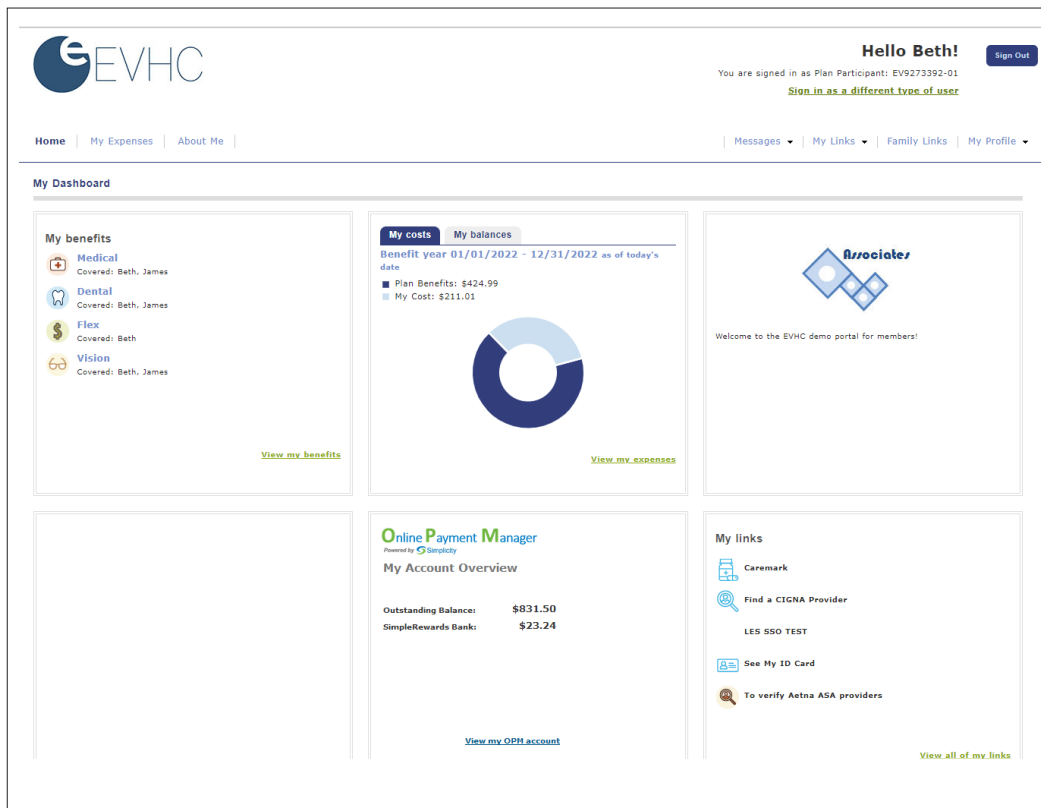 e EVHC
Hello Beth!
Sign Out
You are signed in as Plan Participant: EV9273392-01
Sign in as a different type of user
Home
My Expenses
About Me
Messages
My Links
Family Links
My Profile
My Dashboard
My benefits
Medical
Covered: Beth, James
Dental
Covered: Beth, James
Flex
Covered: Beth
Vision
Covered: Beth, James
View my benefits
My costs
My balances
Benefit year 01/01/2022 - 12/31/2022 as of today's
date
Plan Benefits: $424.99
My Cost: $211.01
View my expenses
Associates
Welcome to the EVHC demo portal for members!
Online Payment Manager
Powered by Simplicity
My Account Overview
Outstanding Balance: $831.50
SimpleRewards Bank: $23.24
View my OPM account
My links
Caremark
Find a CIGNA Provider
LES SSO TEST
See My ID Card
To verify Aetna ASA providers
View all of my links